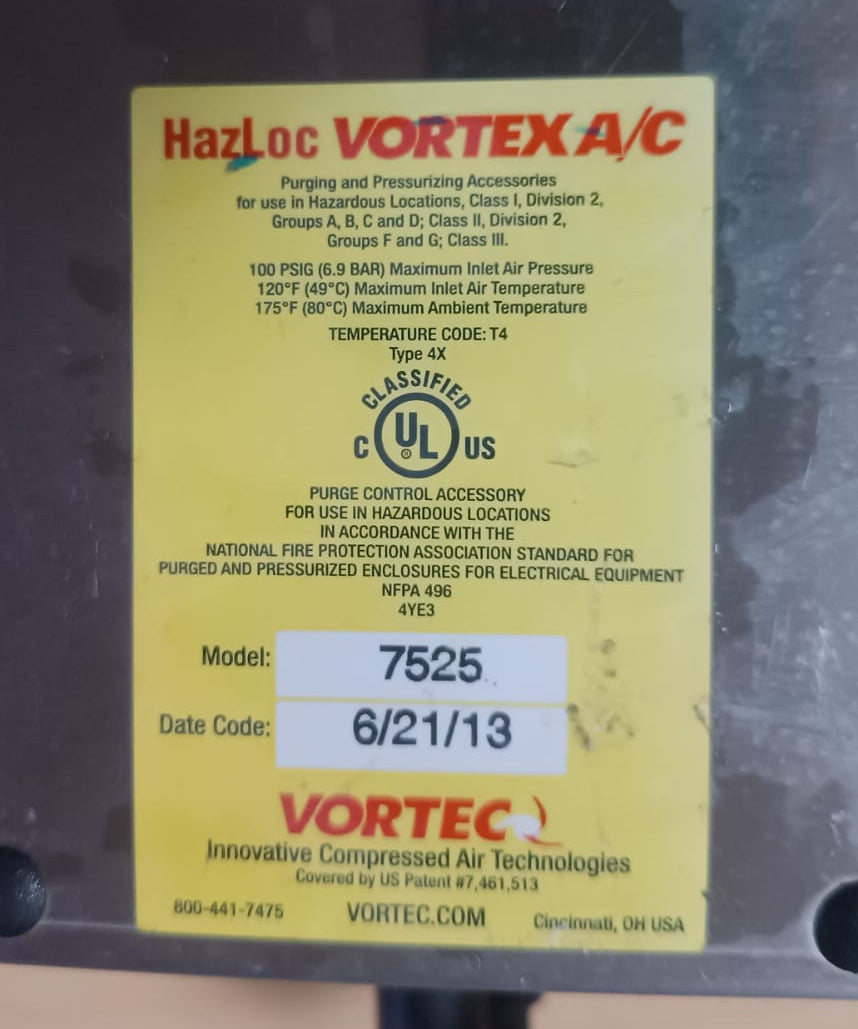 HazLoc VORTEX A/C
Purging and Pressurizing Accessories
for use in Hazardous Locations, Class I, Division 2,
Groups A, B, C and D; Class II, Division 2,
Groups F and G; Class III.
100 PSIG (6.9 BAR) Maximum Inlet Air Pressure
120°F (49°C) Maximum Inlet Air Temperature
175°F (80°C) Maximum Ambient Temperature
TEMPERATURE CODE: T4
Type 4X
CLASSIFIED
C UL® US
PURGE CONTROL ACCESSORY
FOR USE IN HAZARDOUS LOCATIONS
IN ACCORDANCE WITH THE
NATIONAL FIRE PROTECTION ASSOCIATION STANDARD FOR
PURGED AND PRESSURIZED ENCLOSURES FOR ELECTRICAL EQUIPMENT
NFPA 496
4YE3
Model: 7525
Date Code: 6/21/13
VORTEC
Innovative Compressed Air Technologies
Covered by US Patent #7,461,513
800-441-7475 VORTEC.COM Cincinnati, OH USA